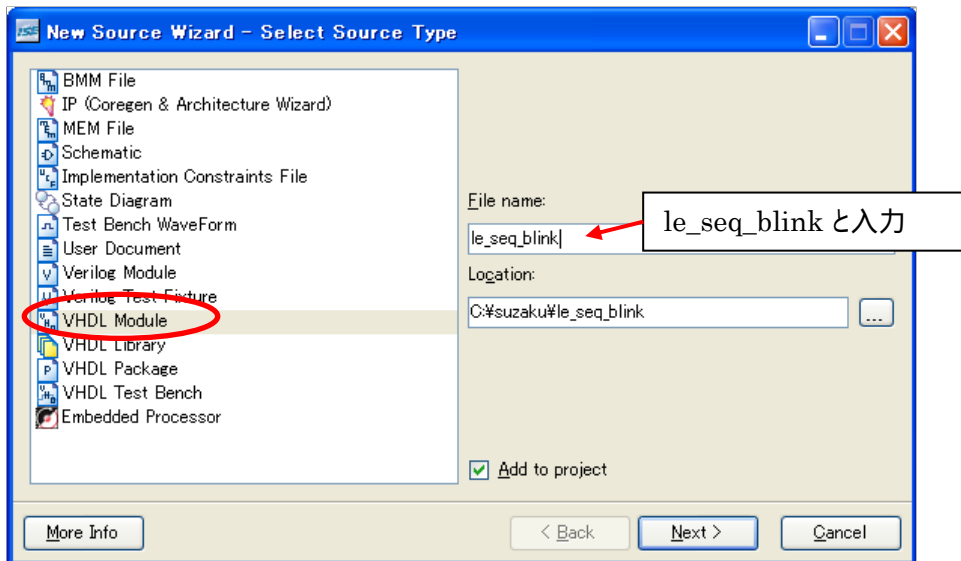 ISE New Source Wizard - Select Source Type
BMM File
IP (Coregen & Architecture Wizard)
MEM File
Schematic
Implementation Constraints File
State Diagram
Test Bench WaveForm
User Document
Verilog Module
Verilog Test Fixture
VHDL Module
VHDL Library
VHDL Package
VHDL Test Bench
Embedded Processor
File name:
le_seq_blink
le_seq_blink と入力
Location:
C:¥suzaku¥le_seq_blink
...
Add to project
More Info
< Back
Next >
Cancel